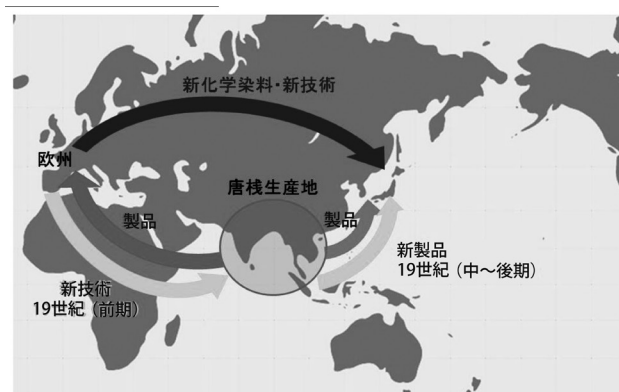 新化学染料・新技術
欧州
唐桟生産地
製品
製品
新製品
19世紀（中～後期）
新技術
19世紀（前期）